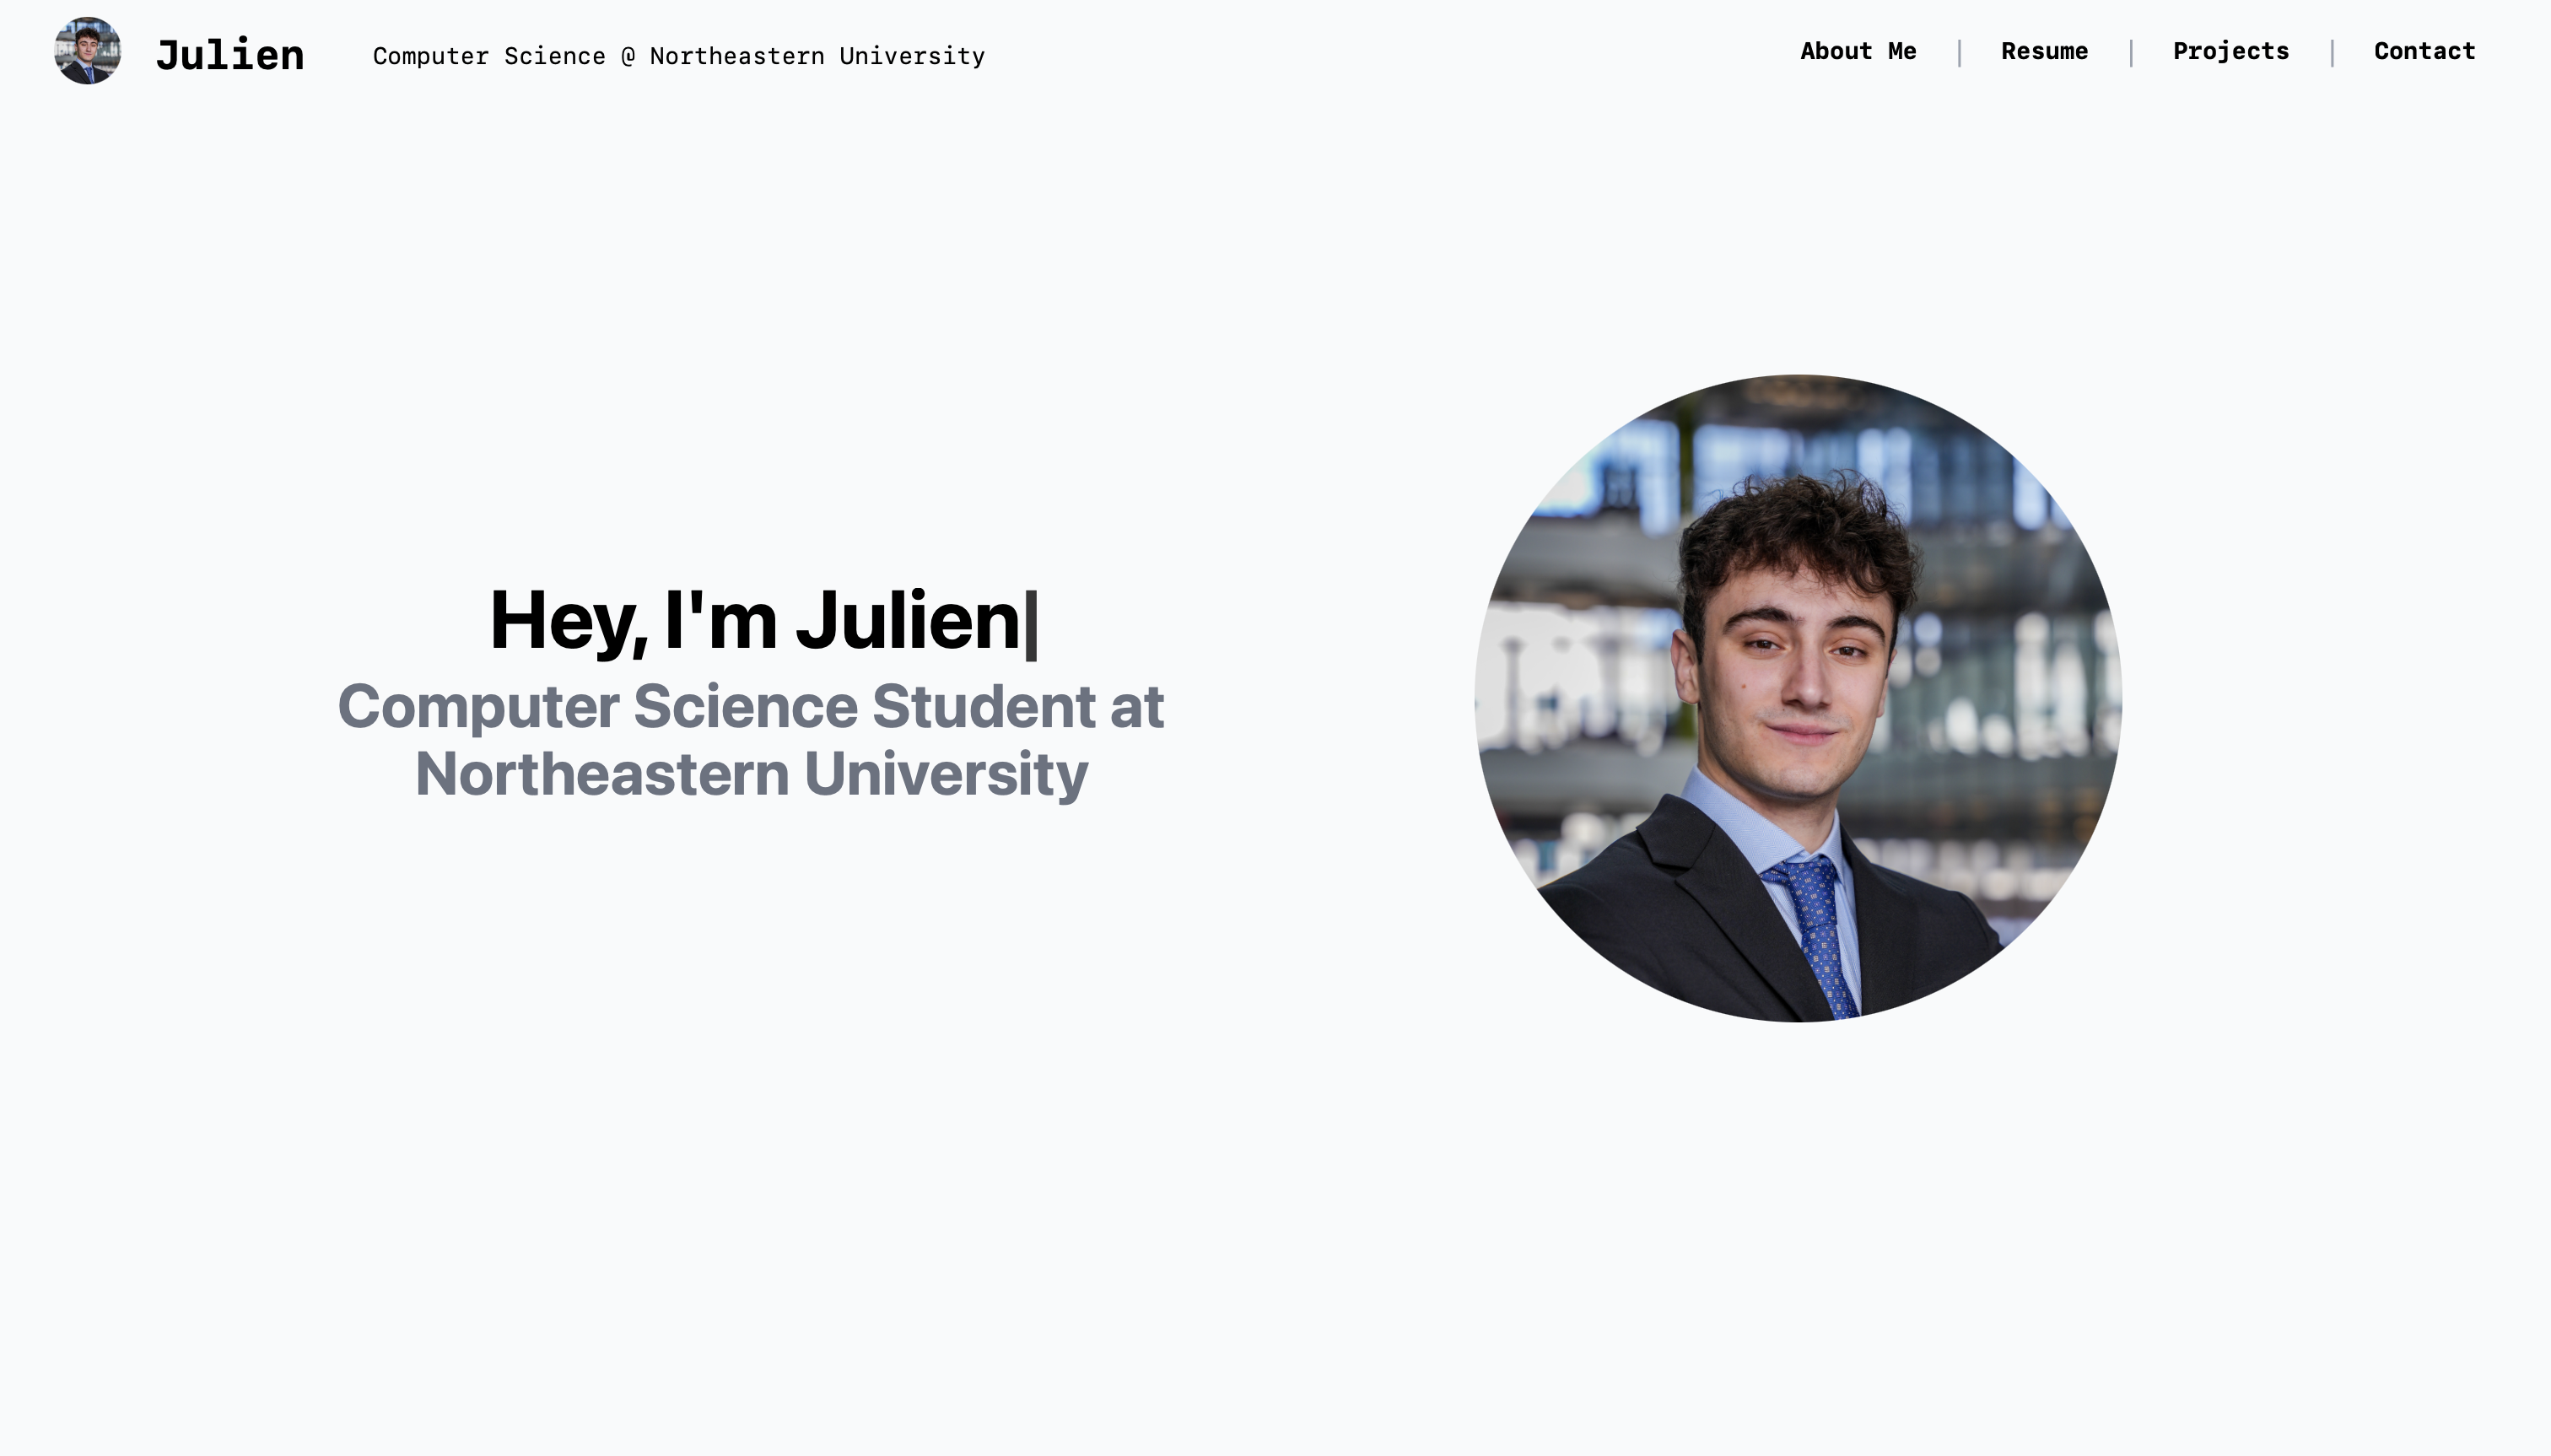 Julien
Computer Science @ Northeastern University
About Me | Resume | Projects | Contact
Hey, I'm Julien|
Computer Science Student at
Northeastern University